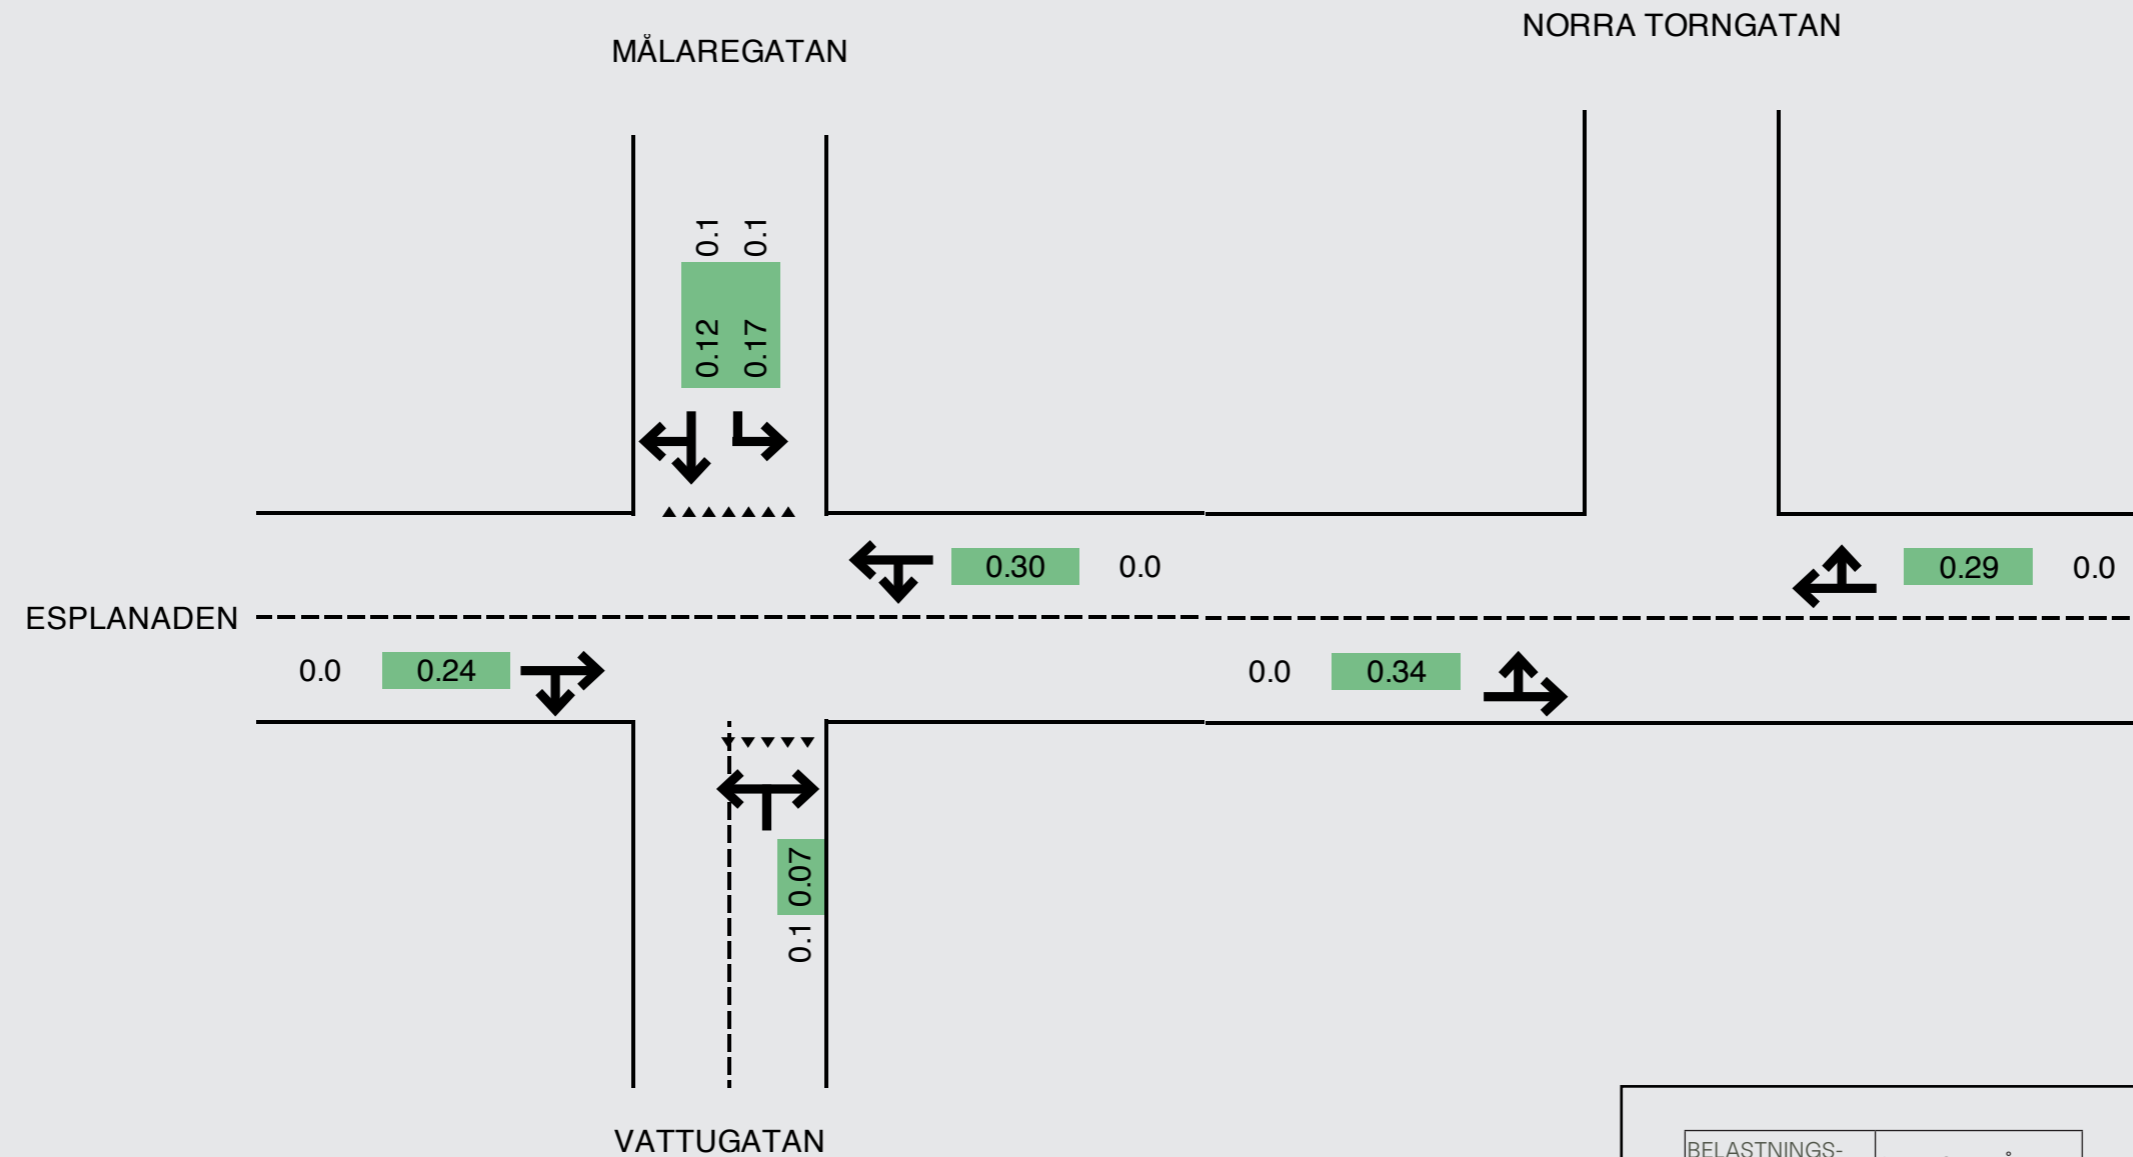 NORRA TORNGATAN
MÅLAREGATAN
0.1
0.1
0.12
0.17
0.30 0.0
0.29 0.0
ESPLANADEN
0.0 0.24
0.0 0.34
0.1 0.07
VATTUGATAN
BELASTNINGS-